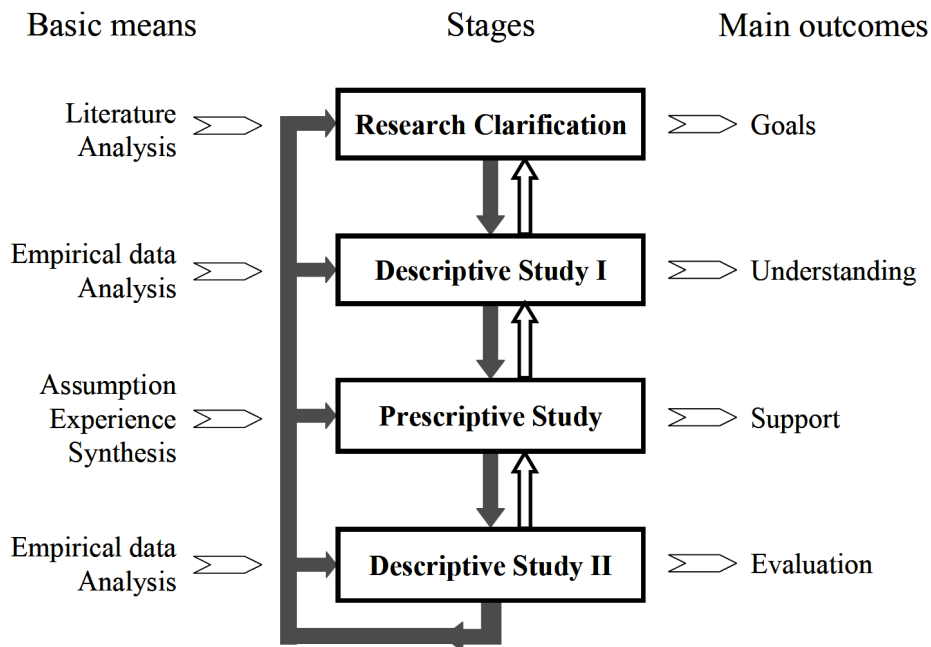 Basic means
Stages
Main outcomes
Literature
Analysis
Research Clarification
Goals
Empirical data
Analysis
Descriptive Study I
Understanding
Assumption
Experience
Synthesis
Prescriptive Study
Support
Empirical data
Analysis
Descriptive Study II
Evaluation